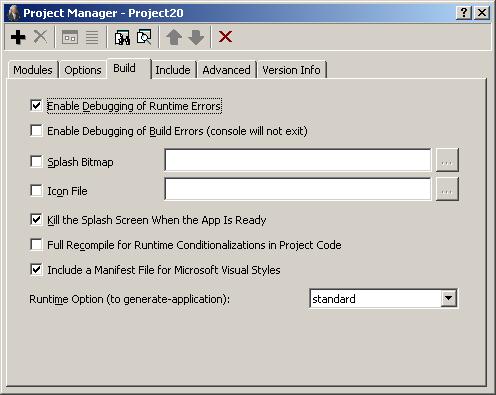 Project Manager - Project20
Modules Options Build Include Advanced Version Info
Enable Debugging of Runtime Errors
Enable Debugging of Build Errors (console will not exit)
Splash Bitmap ...
Icon File ...
Kill the Splash Screen When the App Is Ready
Full Recompile for Runtime Conditionalizations in Project Code
Include a Manifest File for Microsoft Visual Styles
Runtime Option (to generate-application): standard